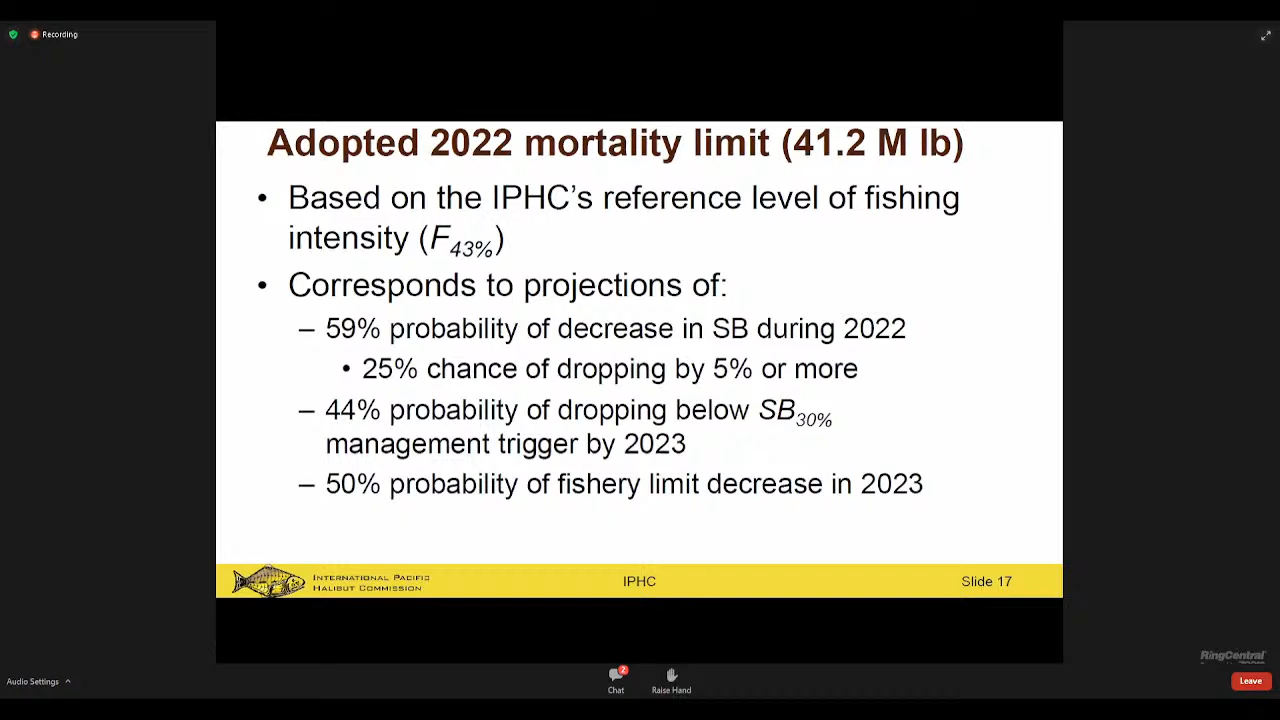 Recording
Adopted 2022 mortality limit (41.2 M lb)
• Based on the IPHC’s reference level of fishing
intensity (F43%)
• Corresponds to projections of:
– 59% probability of decrease in SB during 2022
• 25% chance of dropping by 5% or more
– 44% probability of dropping below SB30%
management trigger by 2023
– 50% probability of fishery limit decrease in 2023
International Pacific
Halibut Commission
IPHC
Slide 17
RingCentral
Audio Settings
2
Chat
Raise Hand
Leave